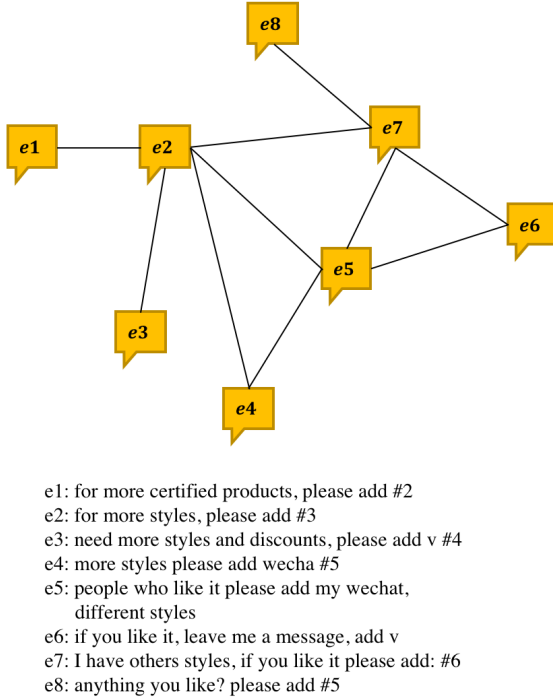 e8
e7
e1
e2
e6
e5
e3
e4
e1: for more certified products, please add #2
e2: for more styles, please add #3
e3: need more styles and discounts, please add v #4
e4: more styles please add wecha #5
e5: people who like it please add my wechat,
different styles
e6: if you like it, leave me a message, add v
e7: I have others styles, if you like it please add: #6
e8: anything you like? please add #5